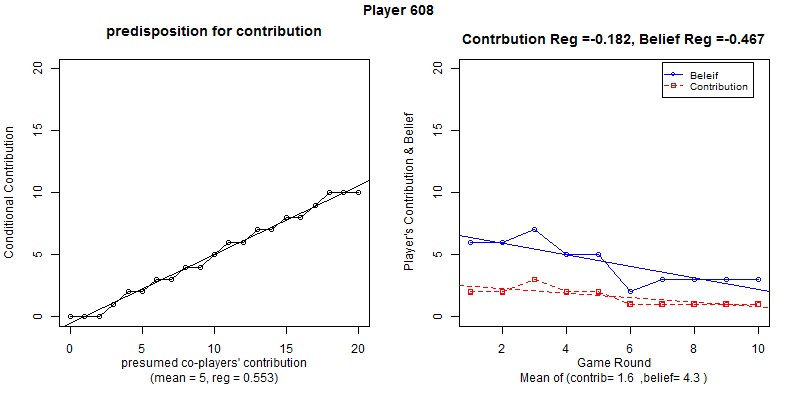 Player 608
predisposition for contribution
Conditional Contribution
0
5
10
15
20
0 5 10 15 20
presumed co-players' contribution
(mean = 5, reg = 0.553)
Contrbution Reg =-0.182, Belief Reg =-0.467
Player's Contribution & Belief
0
5
10
15
20
Beleif
Contribution
2 4 6 8 10
Game Round
Mean of (contrib= 1.6 ,belief= 4.3 )